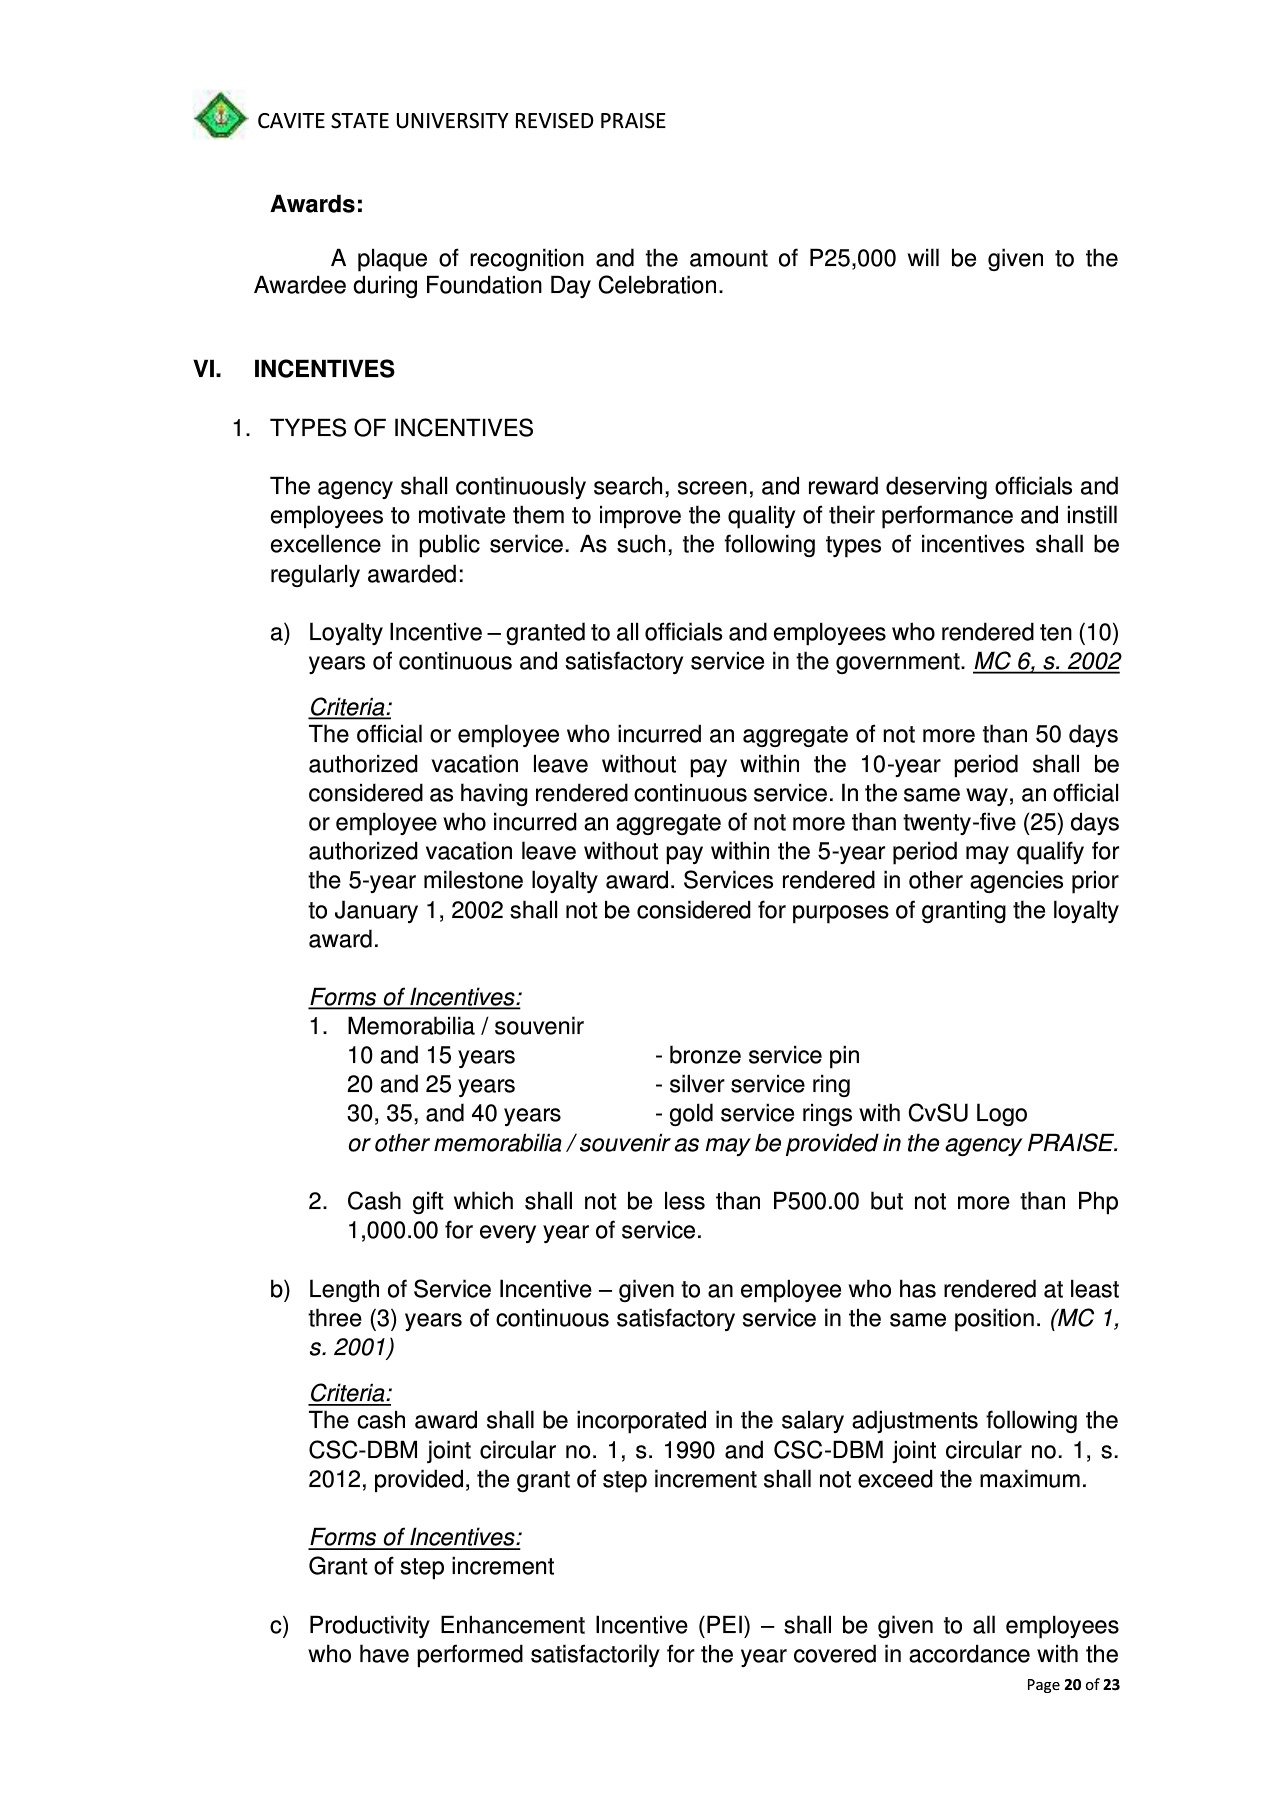 CAVITE STATE UNIVERSITY REVISED PRAISE
Awards:
A plaque of recognition and the amount of P25,000 will be given to the
Awardee during Foundation Day Celebration.
VI. INCENTIVES
1. TYPES OF INCENTIVES
The agency shall continuously search, screen, and reward deserving officials and
employees to motivate them to improve the quality of their performance and instill
excellence in public service. As such, the following types of incentives shall be
regularly awarded:
a) Loyalty Incentive – granted to all officials and employees who rendered ten (10)
years of continuous and satisfactory service in the government. MC 6, s. 2002
Criteria:
The official or employee who incurred an aggregate of not more than 50 days
authorized vacation leave without pay within the 10-year period shall be
considered as having rendered continuous service. In the same way, an official
or employee who incurred an aggregate of not more than twenty-five (25) days
authorized vacation leave without pay within the 5-year period may qualify for
the 5-year milestone loyalty award. Services rendered in other agencies prior
to January 1, 2002 shall not be considered for purposes of granting the loyalty
award.
Forms of Incentives:
1. Memorabilia / souvenir
10 and 15 years - bronze service pin
20 and 25 years - silver service ring
30, 35, and 40 years - gold service rings with CvSU Logo
or other memorabilia / souvenir as may be provided in the agency PRAISE.
2. Cash gift which shall not be less than P500.00 but not more than Php
1,000.00 for every year of service.
b) Length of Service Incentive – given to an employee who has rendered at least
three (3) years of continuous satisfactory service in the same position. (MC 1,
s. 2001)
Criteria:
The cash award shall be incorporated in the salary adjustments following the
CSC-DBM joint circular no. 1, s. 1990 and CSC-DBM joint circular no. 1, s.
2012, provided, the grant of step increment shall not exceed the maximum.
Forms of Incentives:
Grant of step increment
c) Productivity Enhancement Incentive (PEI) – shall be given to all employees
who have performed satisfactorily for the year covered in accordance with the
Page 20 of 23